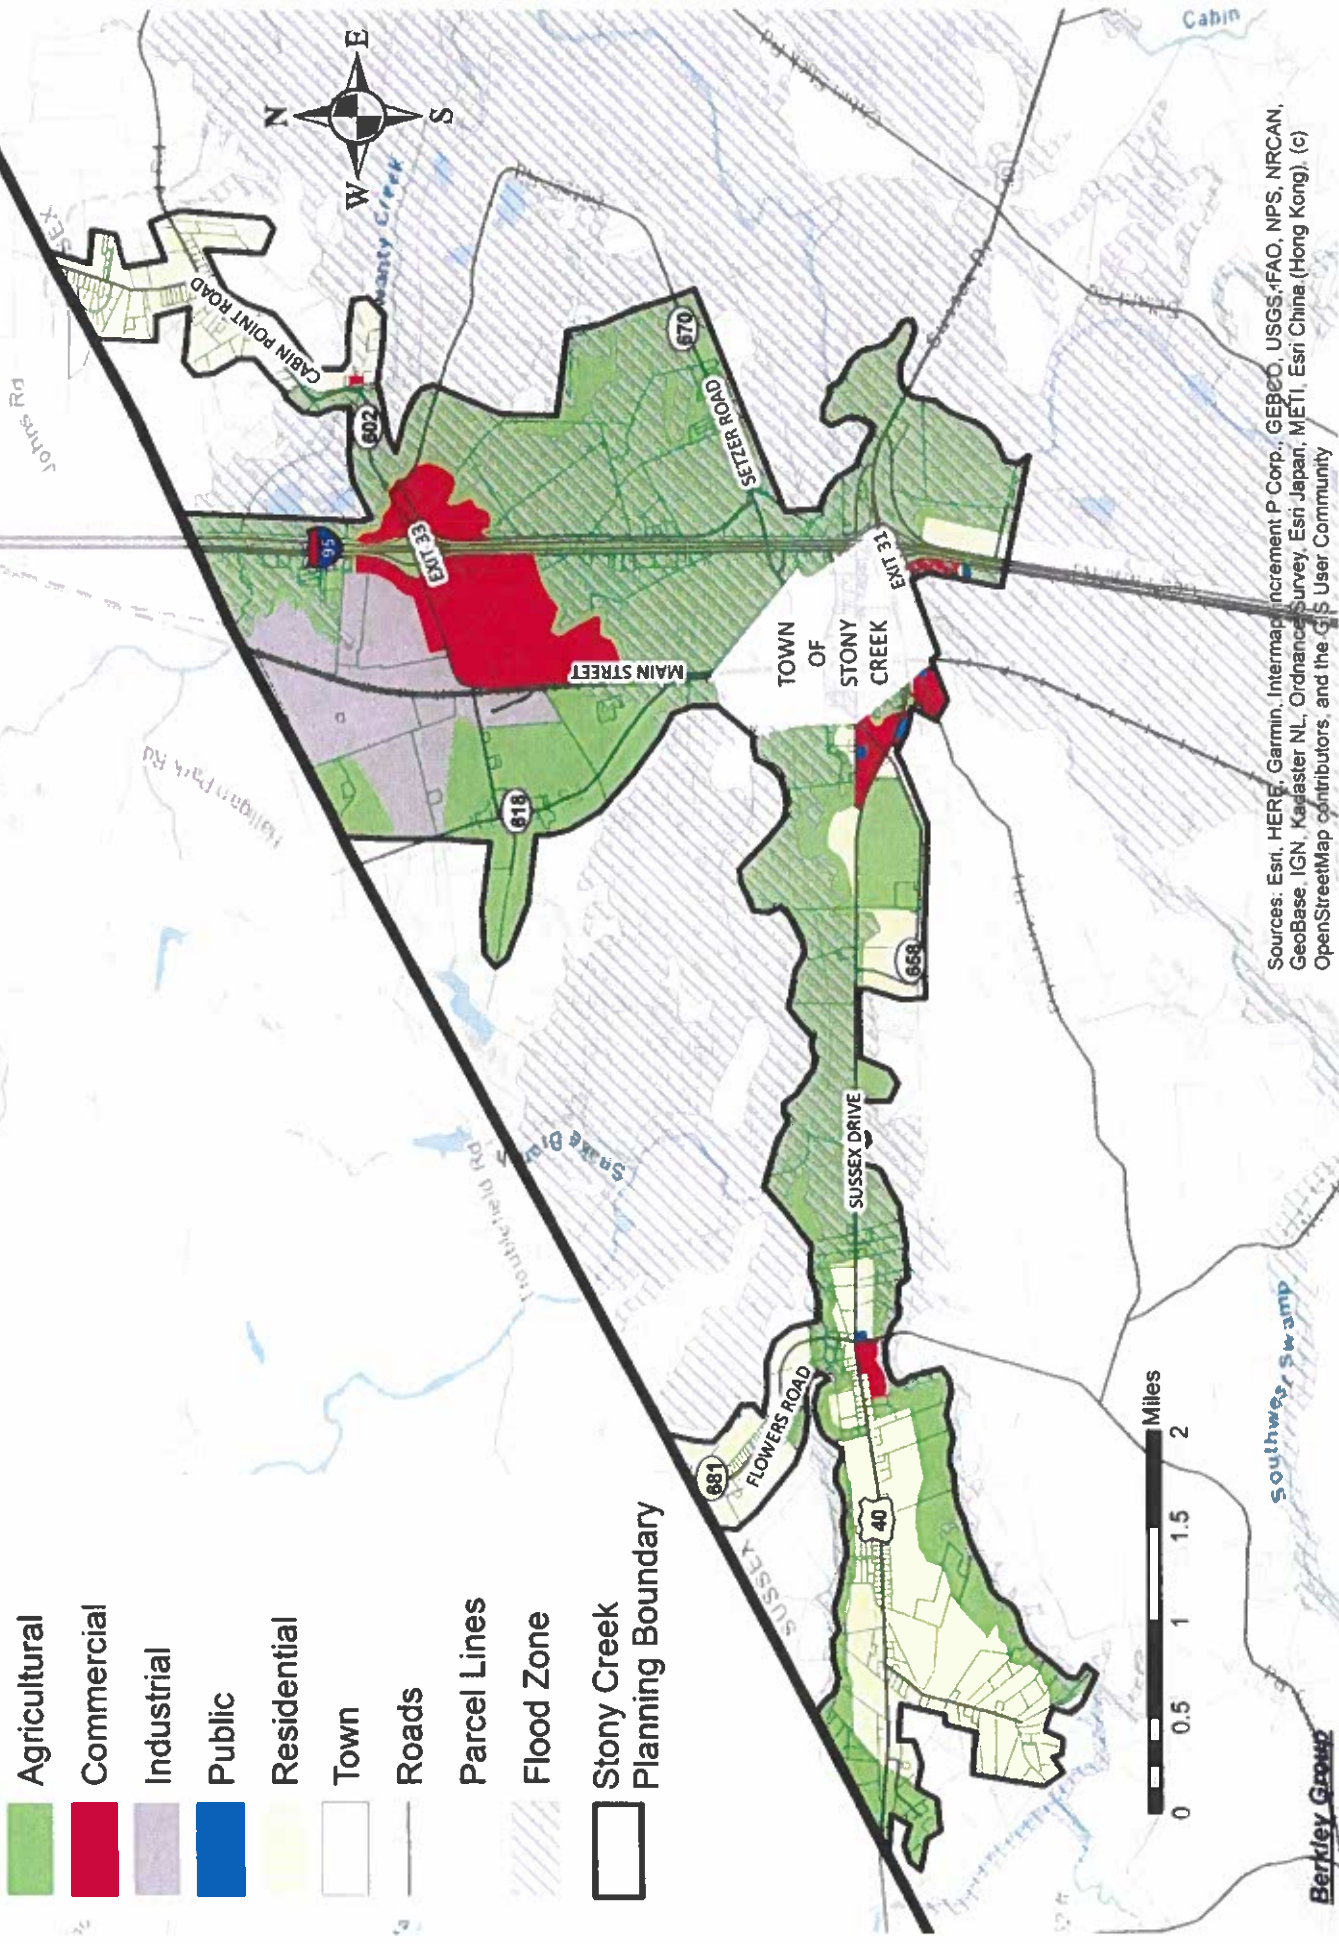 Agricultural
Commercial
Industrial
Public
Residential
Town
Roads
Parcel Lines
Flood Zone
Stony Creek
Planning Boundary
N
W
E
S
Johns Rd
Halligan Park Rd
SUSSEX
CABIN POINT ROAD
602
95
EXIT 33
MAIN STREET
618
SETZER ROAD
670
TOWN
OF
STONY
CREEK
EXIT 31
SUSSEX DRIVE
658
FLOWERS ROAD
681
40
Cabin
0
0.5
1
1.5
2
Miles
Sources: Esri, HERE, Garmin, Intermap, increment P Corp., GEBCO, USGS, FAO, NPS, NRCAN,
GeoBase, IGN, Kadaster NL, Ordnance Survey, Esri Japan, METI, Esri China (Hong Kong), (c)
OpenStreetMap contributors, and the GIS User Community
Berkley Group